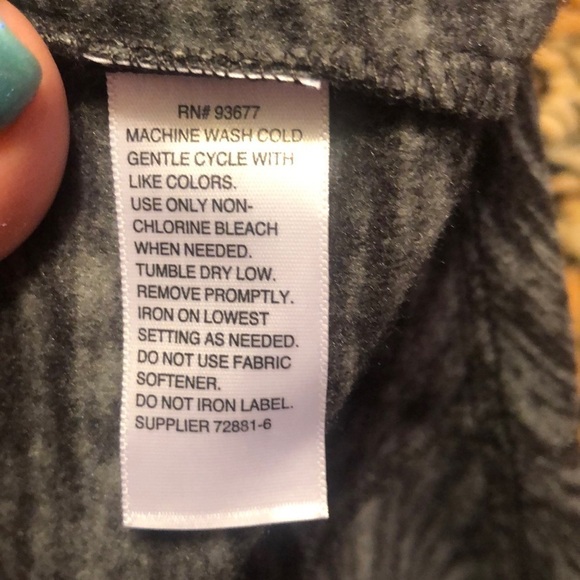 RN# 93677
MACHINE WASH COLD
GENTLE CYCLE WITH
LIKE COLORS.
USE ONLY NON-
CHLORINE BLEACH
WHEN NEEDED.
TUMBLE DRY LOW.
REMOVE PROMPTLY.
IRON ON LOWEST
SETTING AS NEEDED.
DO NOT USE FABRIC
SOFTENER.
DO NOT IRON LABEL.
SUPPLIER 72881-6